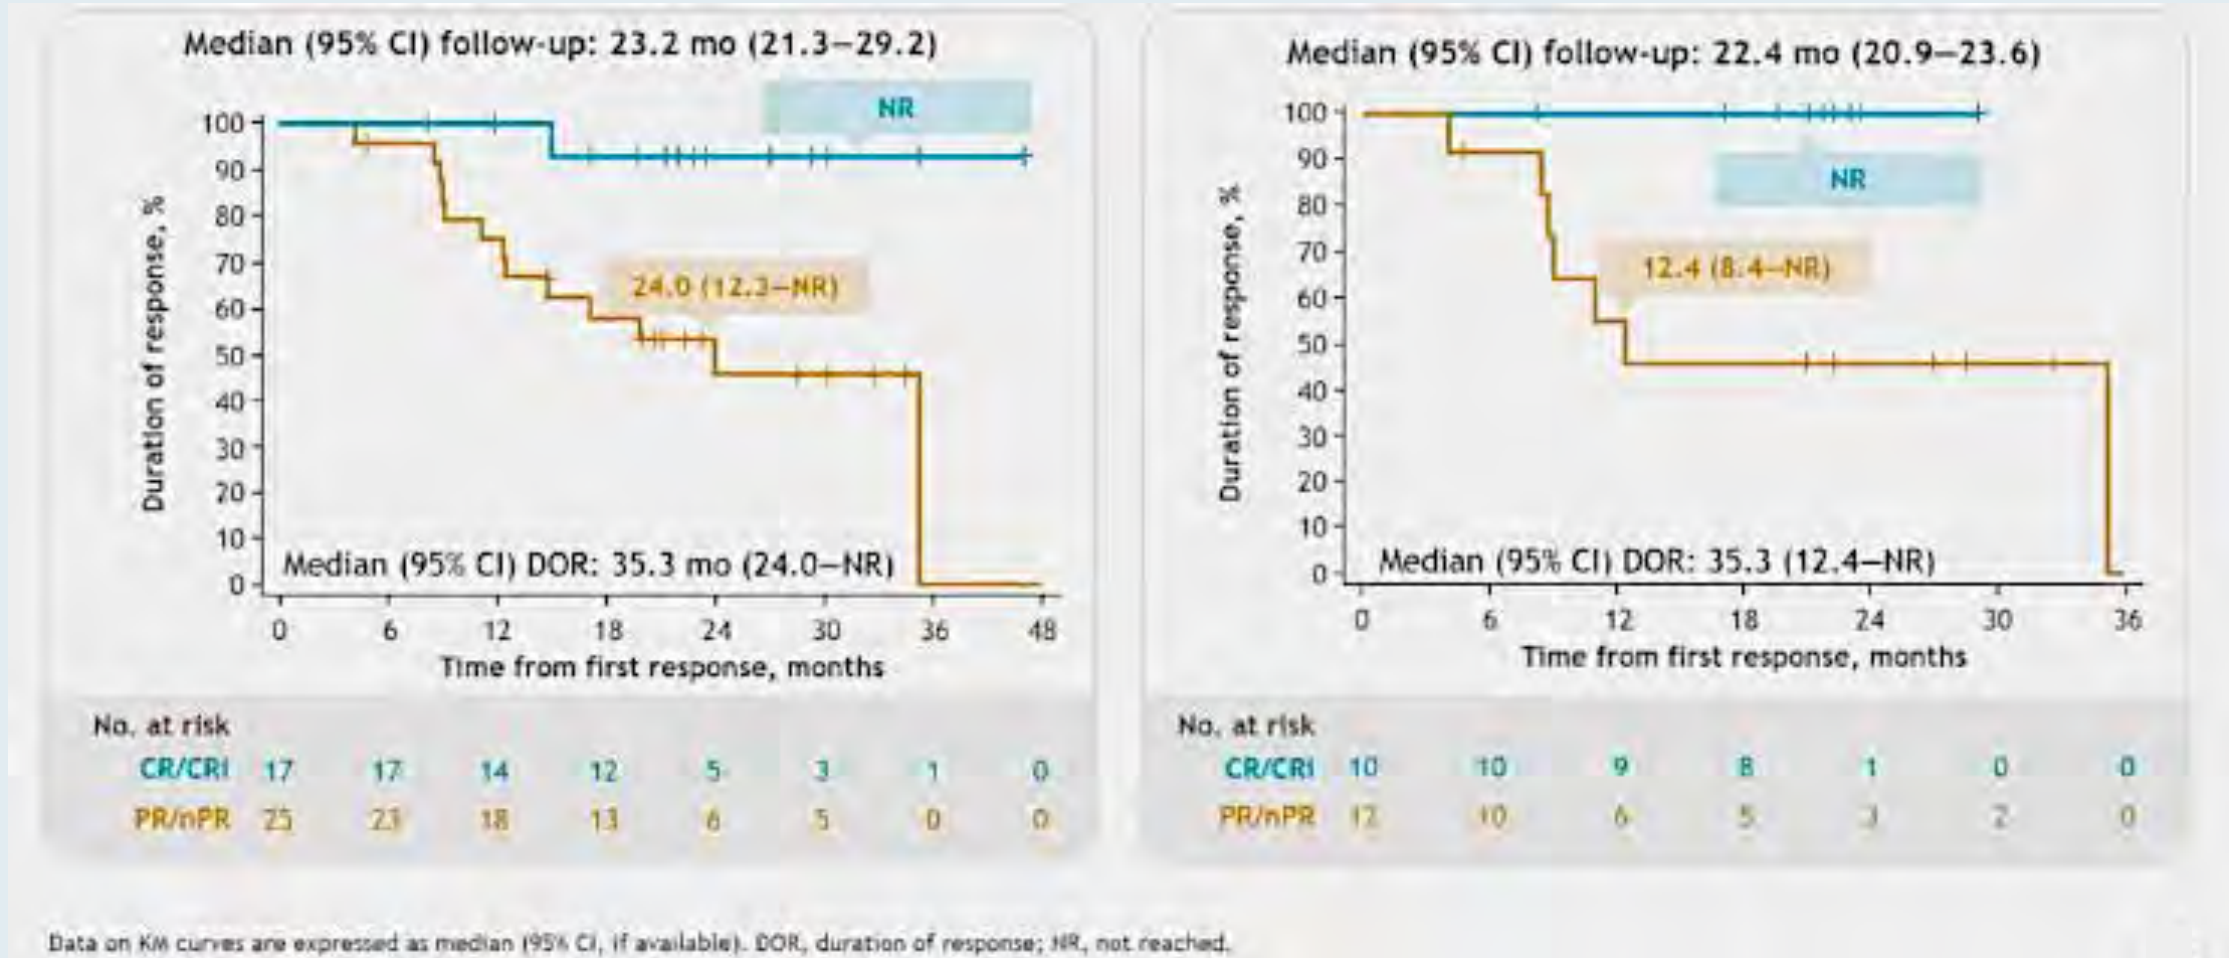 Median (95% CI) follow-up: 23.2 mo (21.3–29.2)
NR
100
90
80
70
60
50
40
30
20
10
0
Duration of response, %
24.0 (12.3–NR)
Median (95% CI) DOR: 35.3 mo (24.0–NR)
0 6 12 18 24 30 36 48
Time from first response, months
No. at risk
CR/CRi 17 17 14 12 5 3 1 0
PR/nPR 25 23 18 13 6 5 0 0
Median (95% CI) follow-up: 22.4 mo (20.9–23.6)
100
90
80
70
60
50
40
30
20
10
0
Duration of response, %
NR
12.4 (8.4–NR)
Median (95% CI) DOR: 35.3 (12.4–NR)
0 6 12 18 24 30 36
Time from first response, months
No. at risk
CR/CRi 10 10 9 8 1 0 0
PR/nPR 12 10 6 5 3 2 0
Data on KM curves are expressed as median (95% CI, if available). DOR, duration of response; NR, not reached.